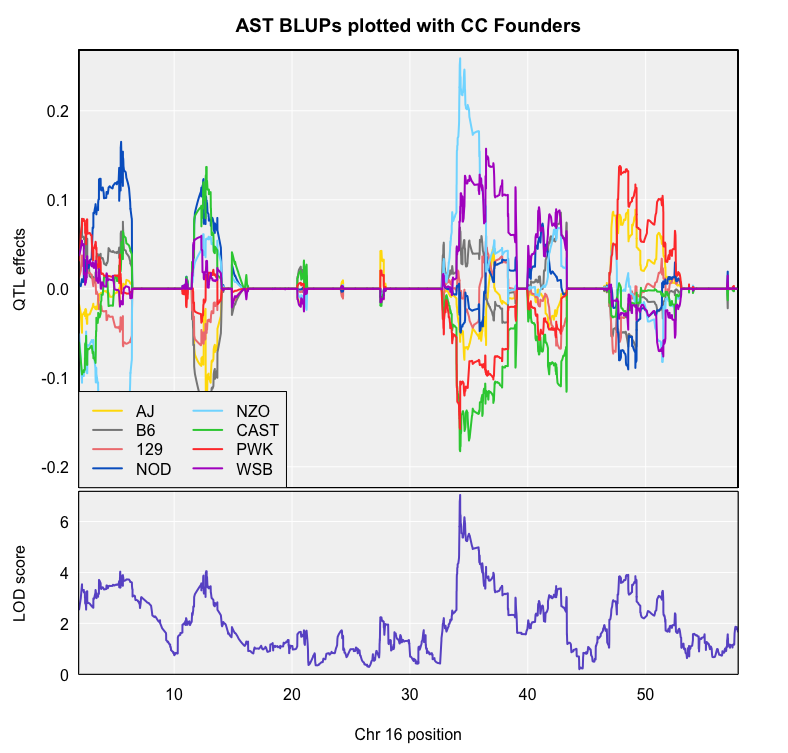 AST BLUPs plotted with CC Founders
QTL effects
0.2
0.1
0.0
-0.1
-0.2
AJ
B6
129
NOD
NZO
CAST
PWK
WSB
LOD score
6
4
2
0
10 20 30 40 50
Chr 16 position